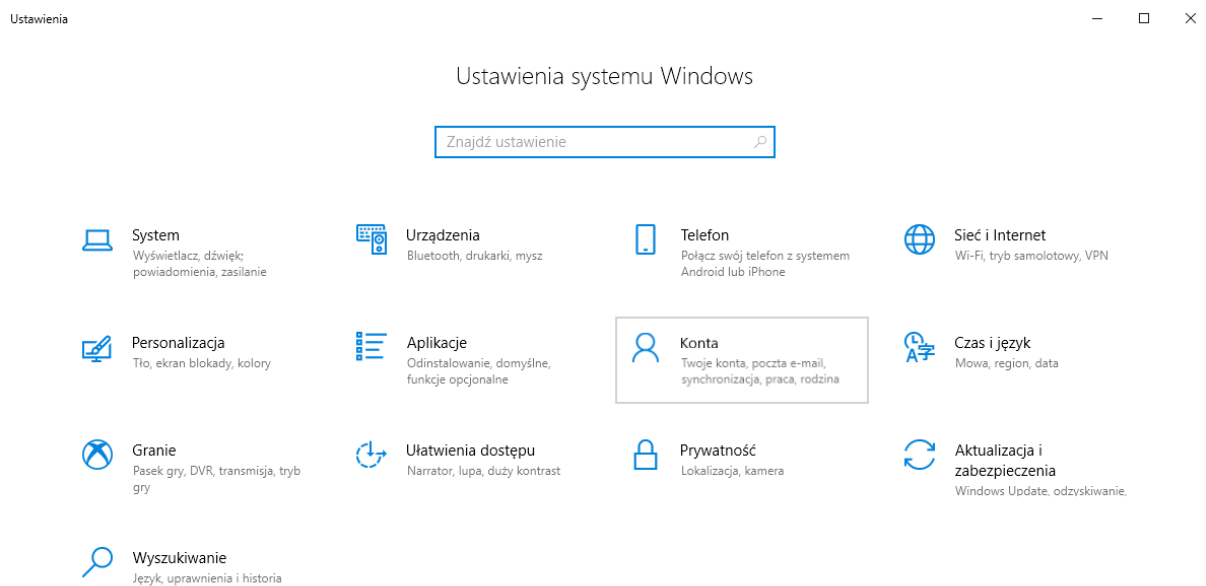 Ustawienia
Ustawienia systemu Windows
Znajdź ustawienie
System
Wyświetlacz, dźwięk;
powiadomienia, zasilanie
Urządzenia
Bluetooth, drukarki, mysz
Telefon
Połącz swój telefon z systemem
Android lub iPhone
Sieć i Internet
Wi-Fi, tryb samolotowy, VPN
Personalizacja
Tło, ekran blokady, kolory
Aplikacje
Odinstalowanie, domyślne,
funkcje opcjonalne
Konta
Twoje konta, poczta e-mail,
synchronizacja, praca, rodzina
Czas i język
Mowa, region, data
Granie
Pasek gry, DVR, transmisja, tryb
gry
Ułatwienia dostępu
Narrator, lupa, duży kontrast
Prywatność
Lokalizacja, kamera
Aktualizacja i
zabezpieczenia
Windows Update, odzyskiwanie,
Wyszukiwanie
Język, uprawnienia i historia